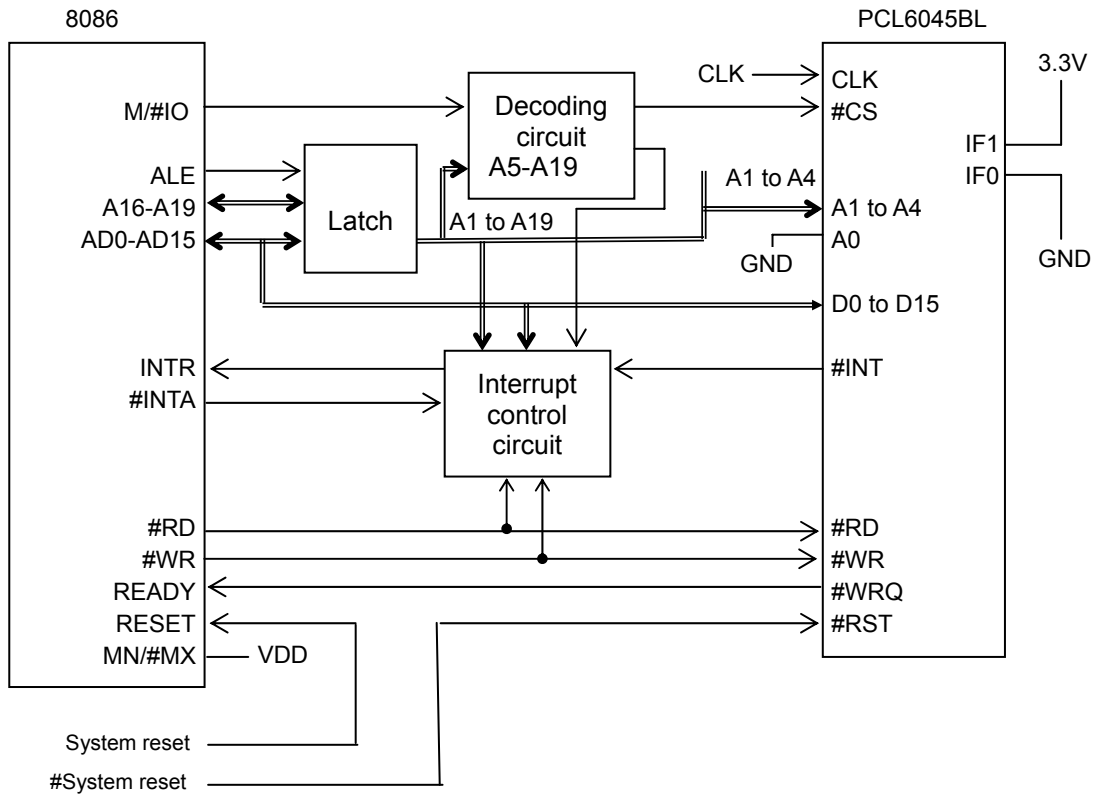 8086
PCL6045BL
M/#IO
ALE
A16-A19
AD0-AD15
INTR
#INTA
#RD
#WR
READY
RESET
MN/#MX
VDD
Latch
Decoding
circuit
A5-A19
A1 to A19
Interrupt
control
circuit
CLK
A1 to A4
GND
CLK
#CS
A1 to A4
A0
D0 to D15
#INT
#RD
#WR
#WRQ
#RST
IF1
IF0
3.3V
GND
System reset
#System reset